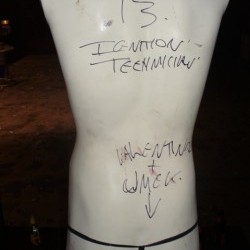 13.
IGNITION
TECHNICIAN
VALENTINO
+